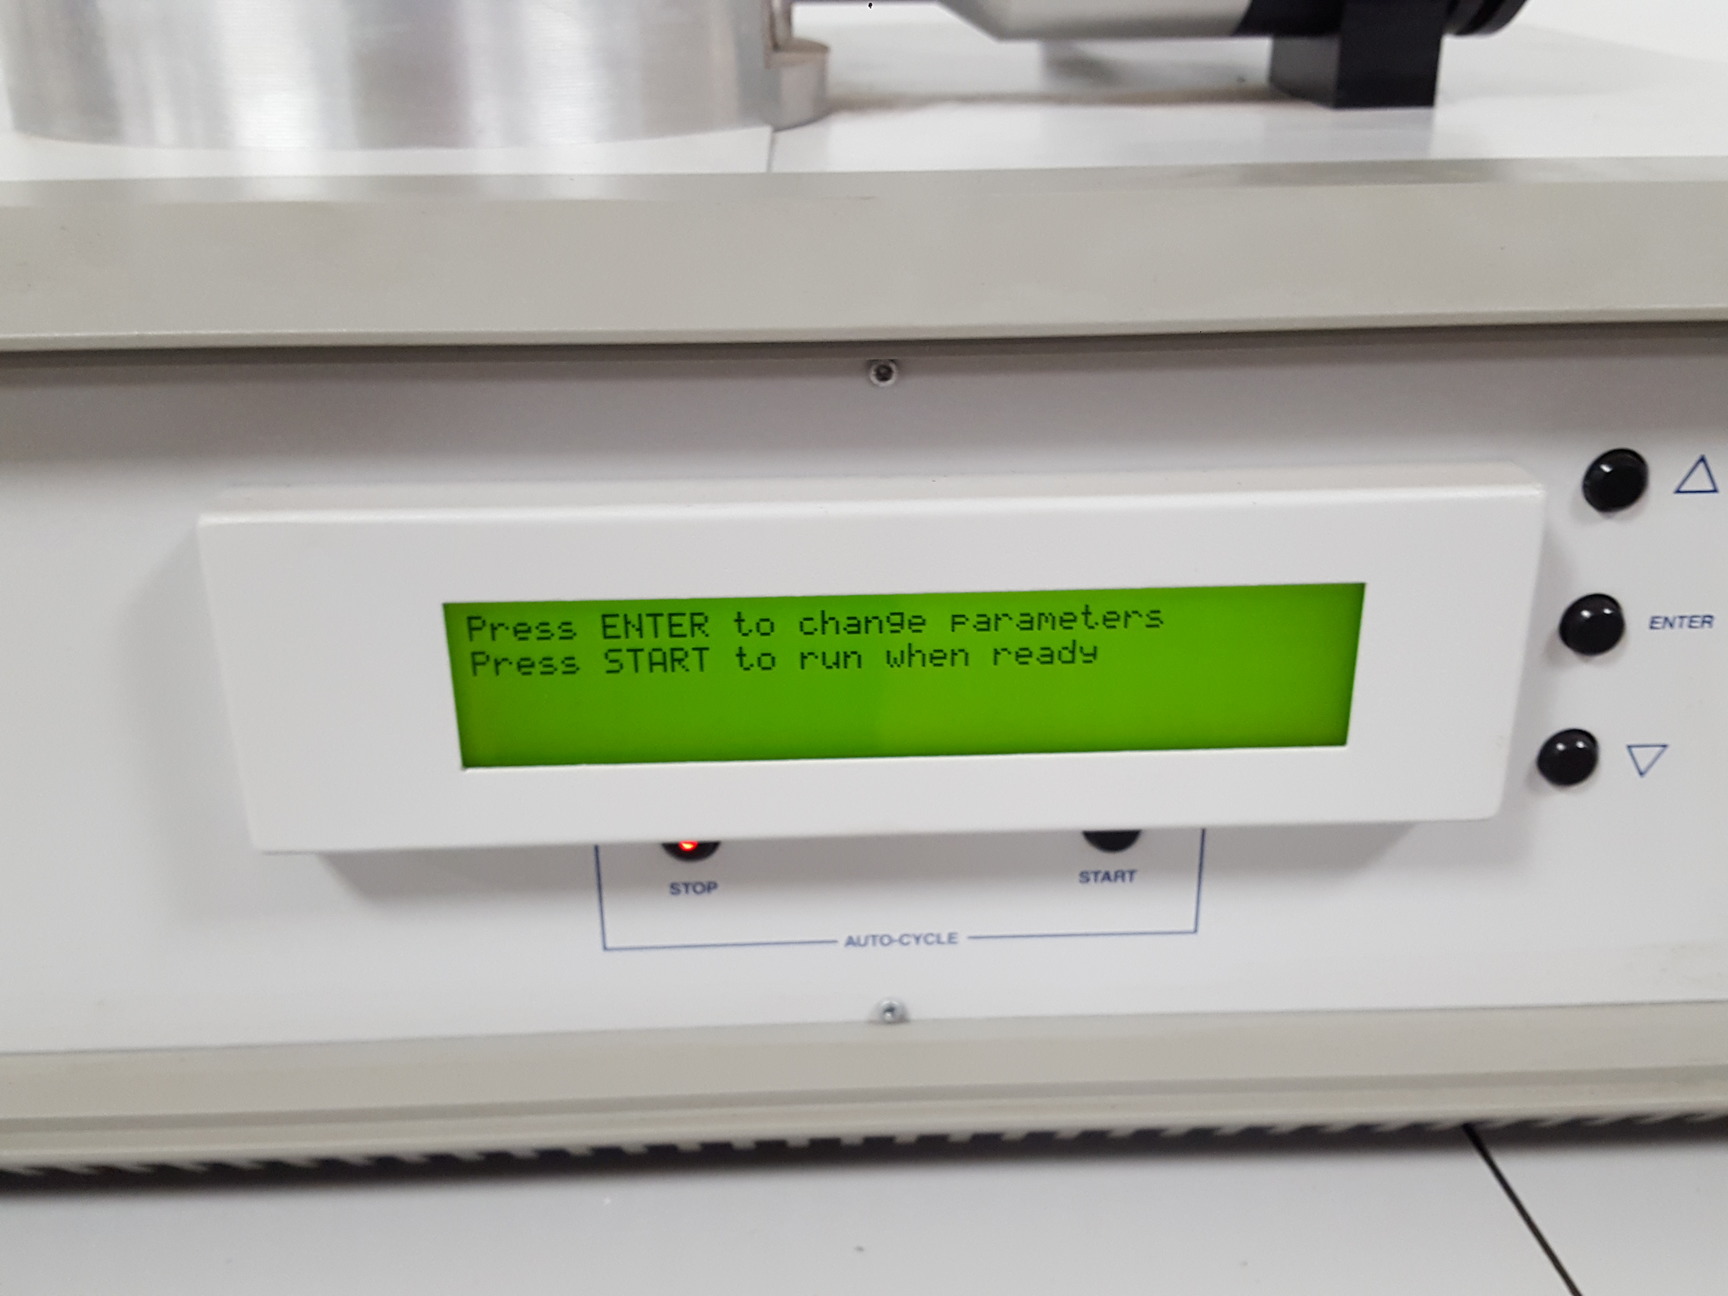 Press ENTER to change parameters
Press START to run when ready
ENTER
STOP
START
AUTO-CYCLE